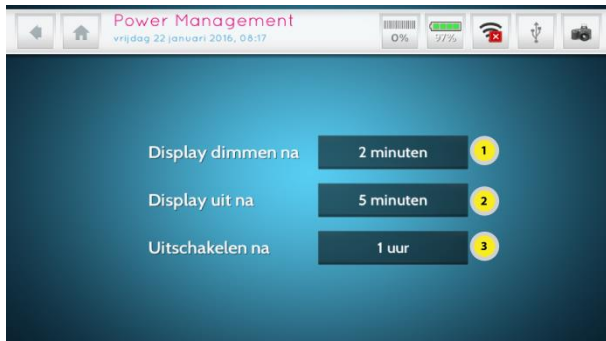 Power Management
vrijdag 22 januari 2016, 08:17
0%
97%
Display dimmen na 2 minuten 1
Display uit na 5 minuten 2
Uitschakelen na 1 uur 3